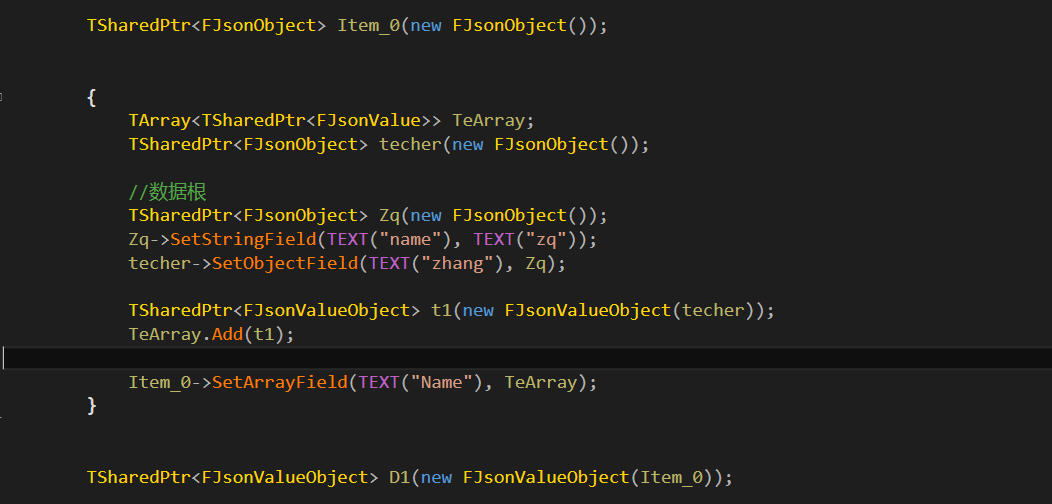 TSharedPtr<FJsonObject> Item_0(new FJsonObject());
{
TArray<TSharedPtr<FJsonValue>> TeArray;
TSharedPtr<FJsonObject> techer(new FJsonObject());
//数据根
TSharedPtr<FJsonObject> Zq(new FJsonObject());
Zq->SetStringField(TEXT("name"), TEXT("zq"));
techer->SetObjectField(TEXT("zhang"), Zq);
TSharedPtr<FJsonValueObject> t1(new FJsonValueObject(techer));
TeArray.Add(t1);
Item_0->SetArrayField(TEXT("Name"), TeArray);
}
TSharedPtr<FJsonValueObject> D1(new FJsonValueObject(Item_0));